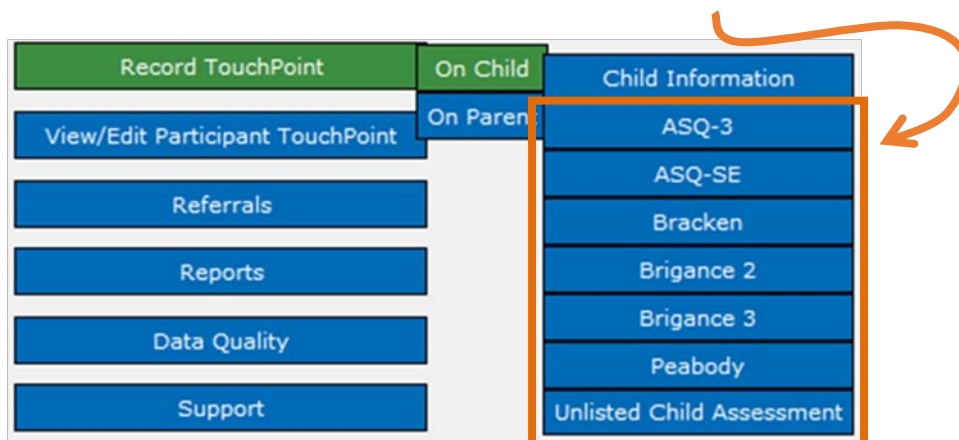 Record TouchPoint
View/Edit Participant TouchPoint
Referrals
Reports
Data Quality
Support
On Child
On Paren
Child Information
ASQ-3
ASQ-SE
Bracken
Brigance 2
Brigance 3
Peabody
Unlisted Child Assessment